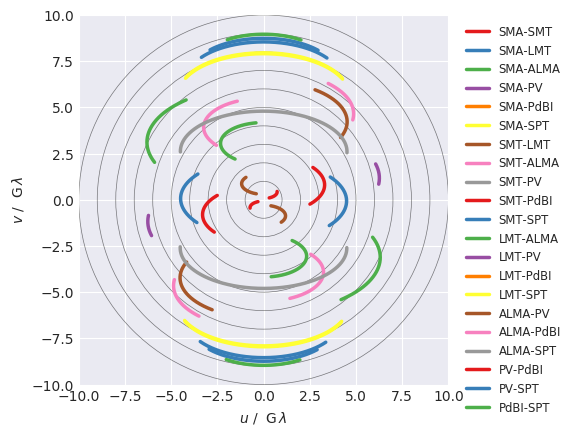 10.0
7.5
5.0
2.5
0.0
−2.5
−5.0
−7.5
−10.0
v / Gλ
−10.0 −7.5 −5.0 −2.5 0.0 2.5 5.0 7.5 10.0
u / Gλ
SMA-SMT
SMA-LMT
SMA-ALMA
SMA-PV
SMA-PdBI
SMA-SPT
SMT-LMT
SMT-ALMA
SMT-PV
SMT-PdBI
SMT-SPT
LMT-ALMA
LMT-PV
LMT-PdBI
LMT-SPT
ALMA-PV
ALMA-PdBI
ALMA-SPT
PV-PdBI
PV-SPT
PdBI-SPT